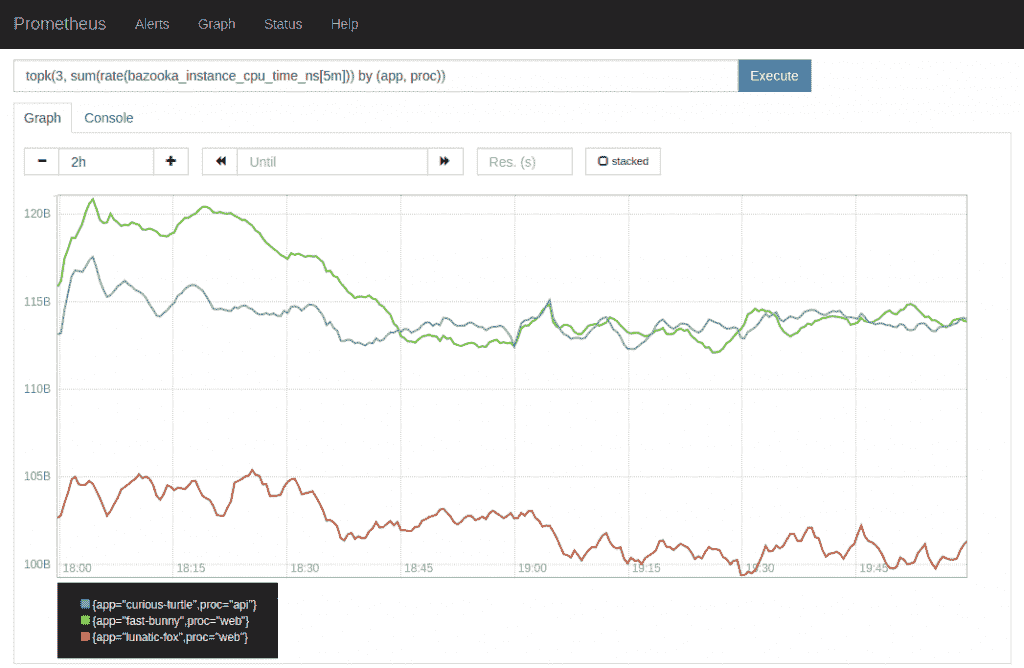 Prometheus Alerts Graph Status Help
topk(3, sum(rate(bazooka_instance_cpu_time_ns[5m])) by (app, proc))
Execute
Graph Console
2h Until Res. (s) stacked
120B
115B
110B
105B
100B
18:00 18:15 18:30 18:45 19:00 19:15 19:30 19:45
{app="curious-turtle",proc="api"}
{app="fast-bunny",proc="web"}
{app="lunatic-fox",proc="web"}